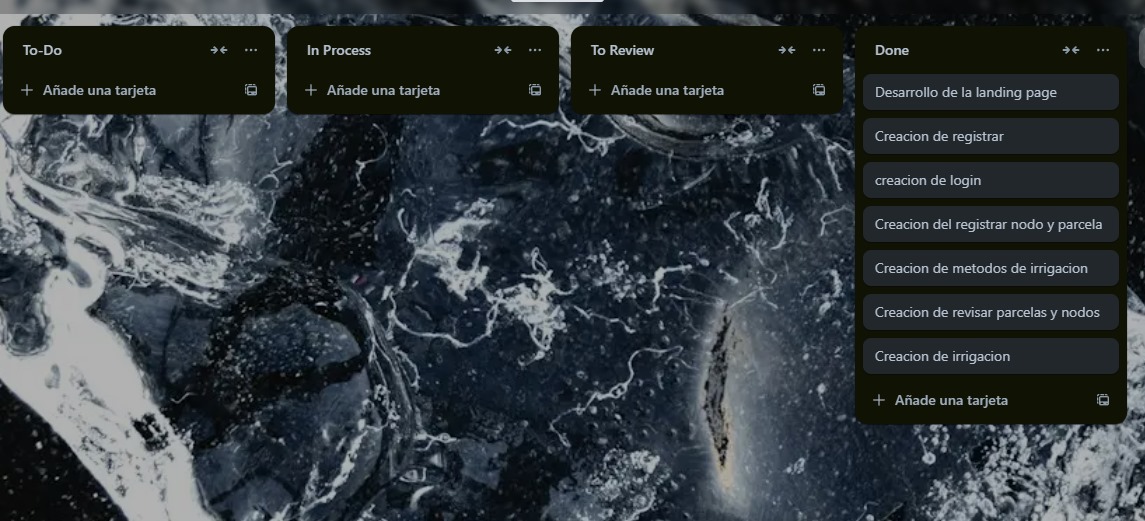 To-Do
Añade una tarjeta
In Process
Añade una tarjeta
To Review
Añade una tarjeta
Done
Desarrollo de la landing page
Creacion de registrar
creacion de login
Creacion del registrar nodo y parcela
Creacion de metodos de irrigacion
Creacion de revisar parcelas y nodos
Creacion de irrigacion
Añade una tarjeta